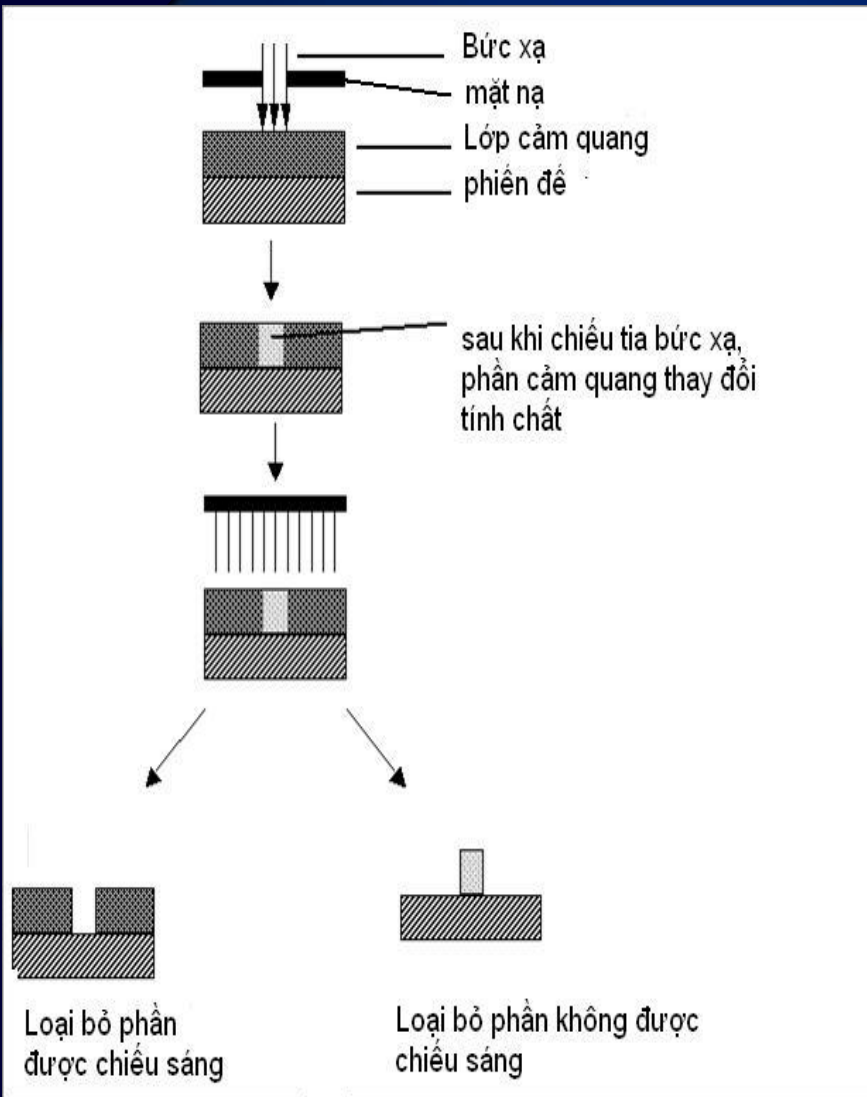 Bức xạ
mặt nạ
Lớp cảm quang
phiến đế
sau khi chiếu tia bức xạ,
phần cảm quang thay đổi
tính chất
Loại bỏ phần
được chiếu sáng
Loại bỏ phần không được
chiếu sáng